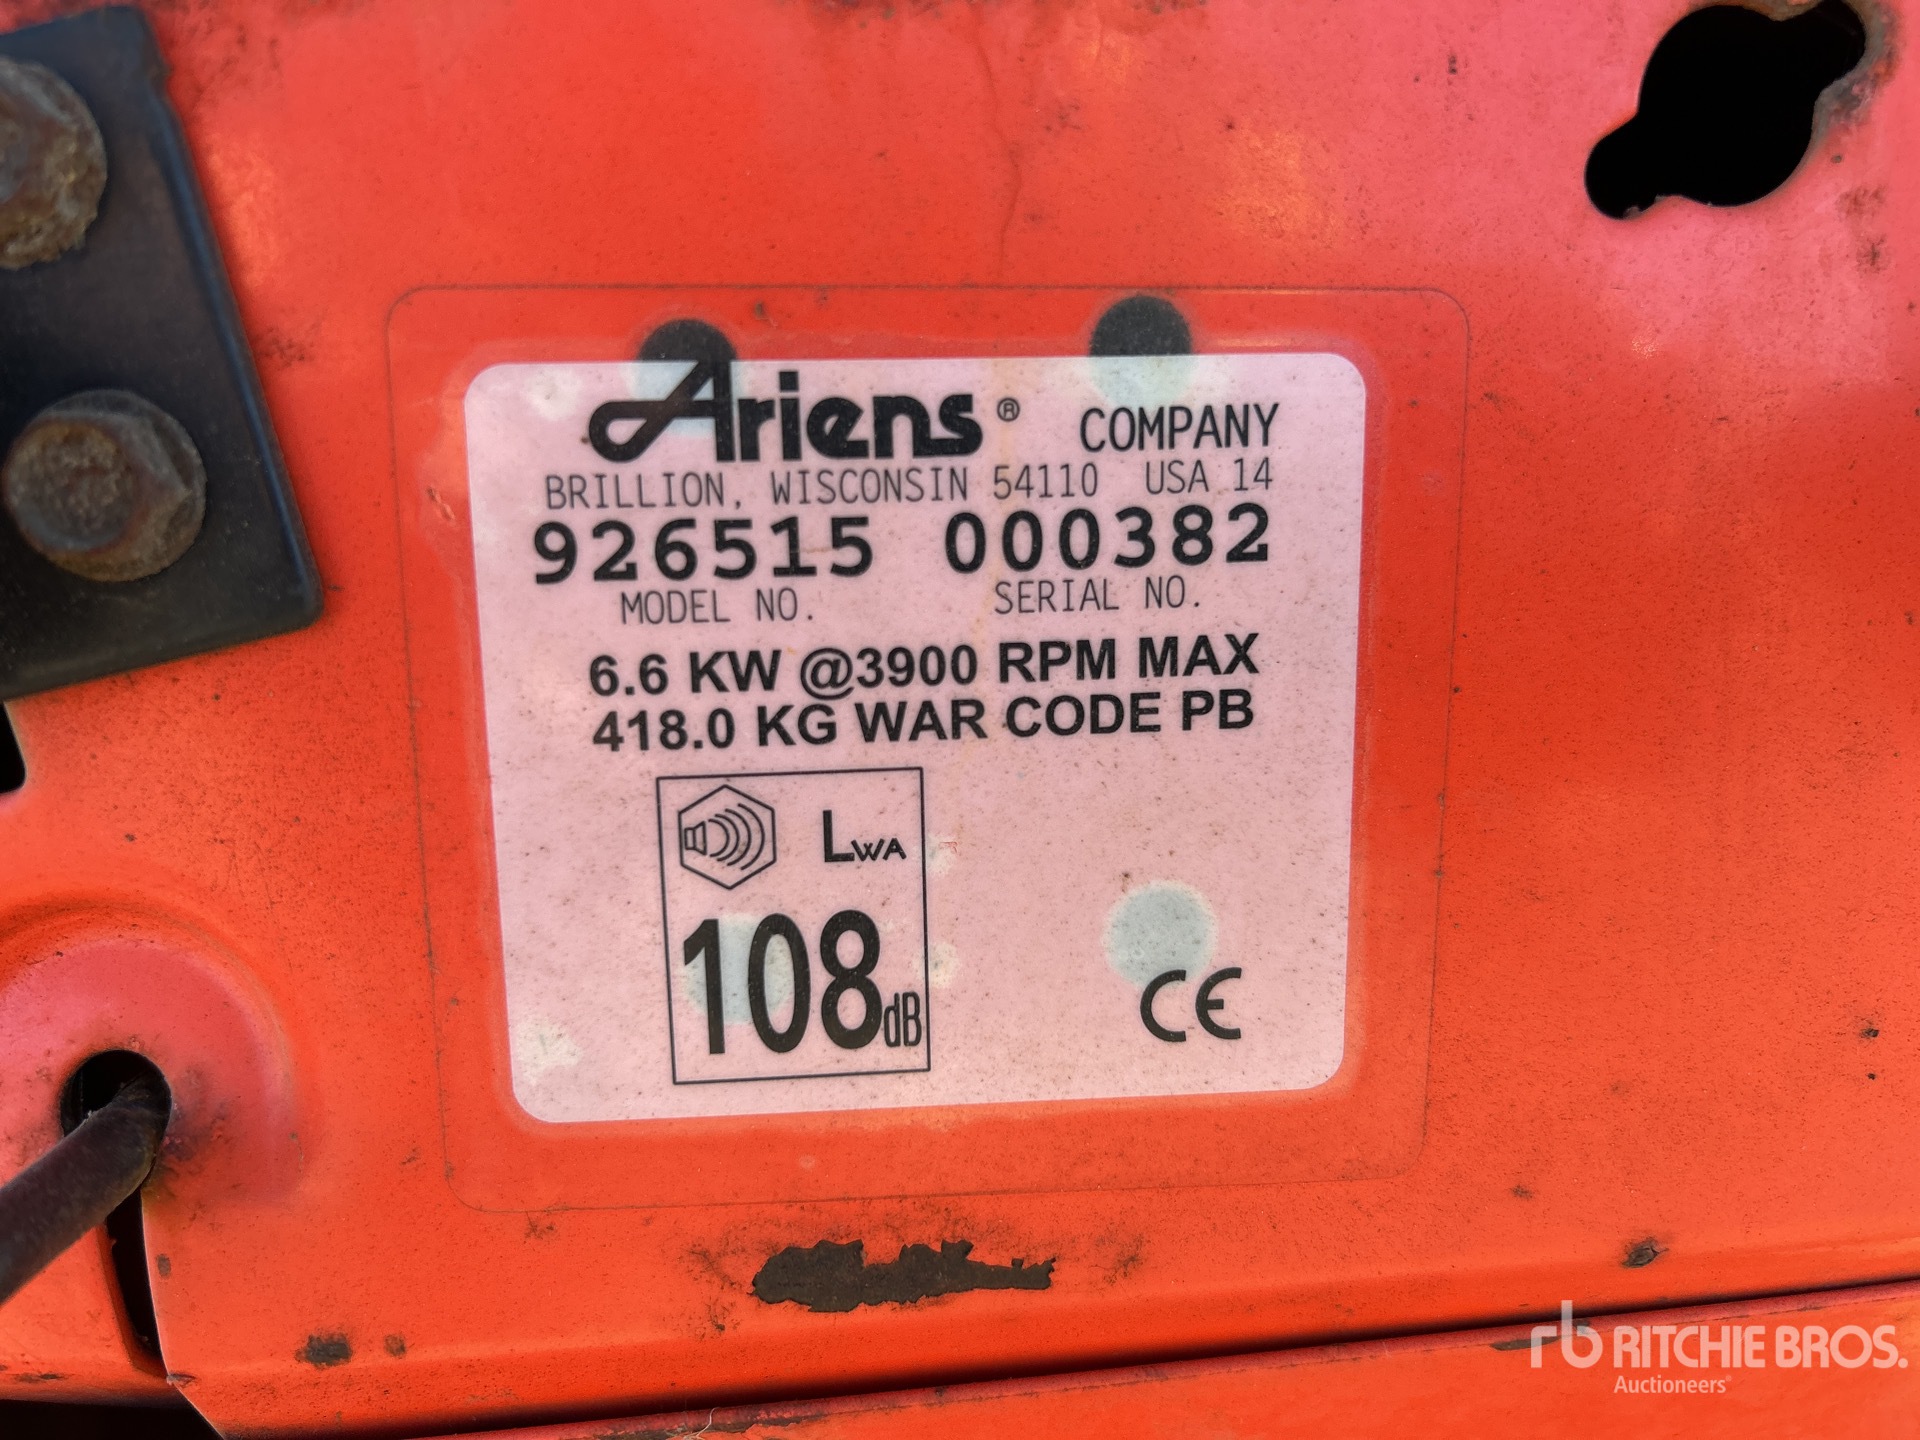 Ariens® COMPANY
BRILLION, WISCONSIN 54110 USA 14
926515 000382
MODEL NO. SERIAL NO.
6.6 KW @3900 RPM MAX
418.0 KG WAR CODE PB
LWA
108dB
CE
rb RITCHIE BROS.
Auctioneers®